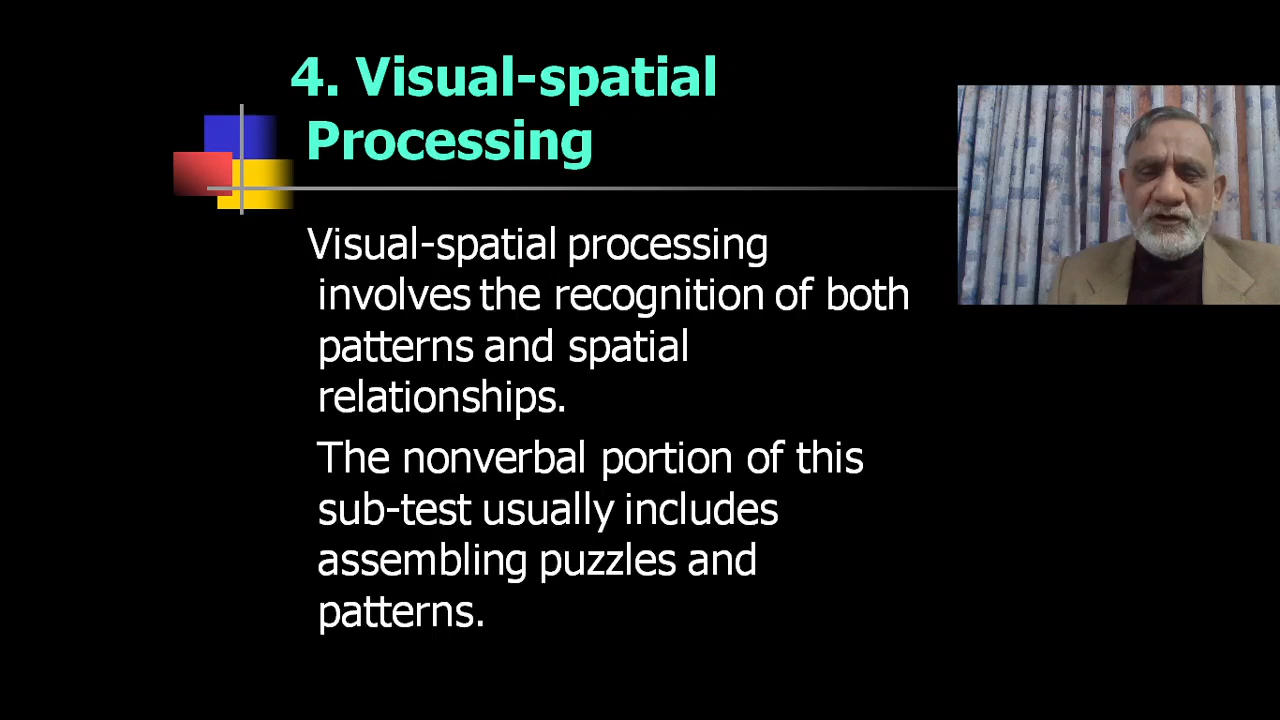 4. Visual-spatial
Processing
Visual-spatial processing
involves the recognition of both
patterns and spatial
relationships.
The nonverbal portion of this
sub-test usually includes
assembling puzzles and
patterns.